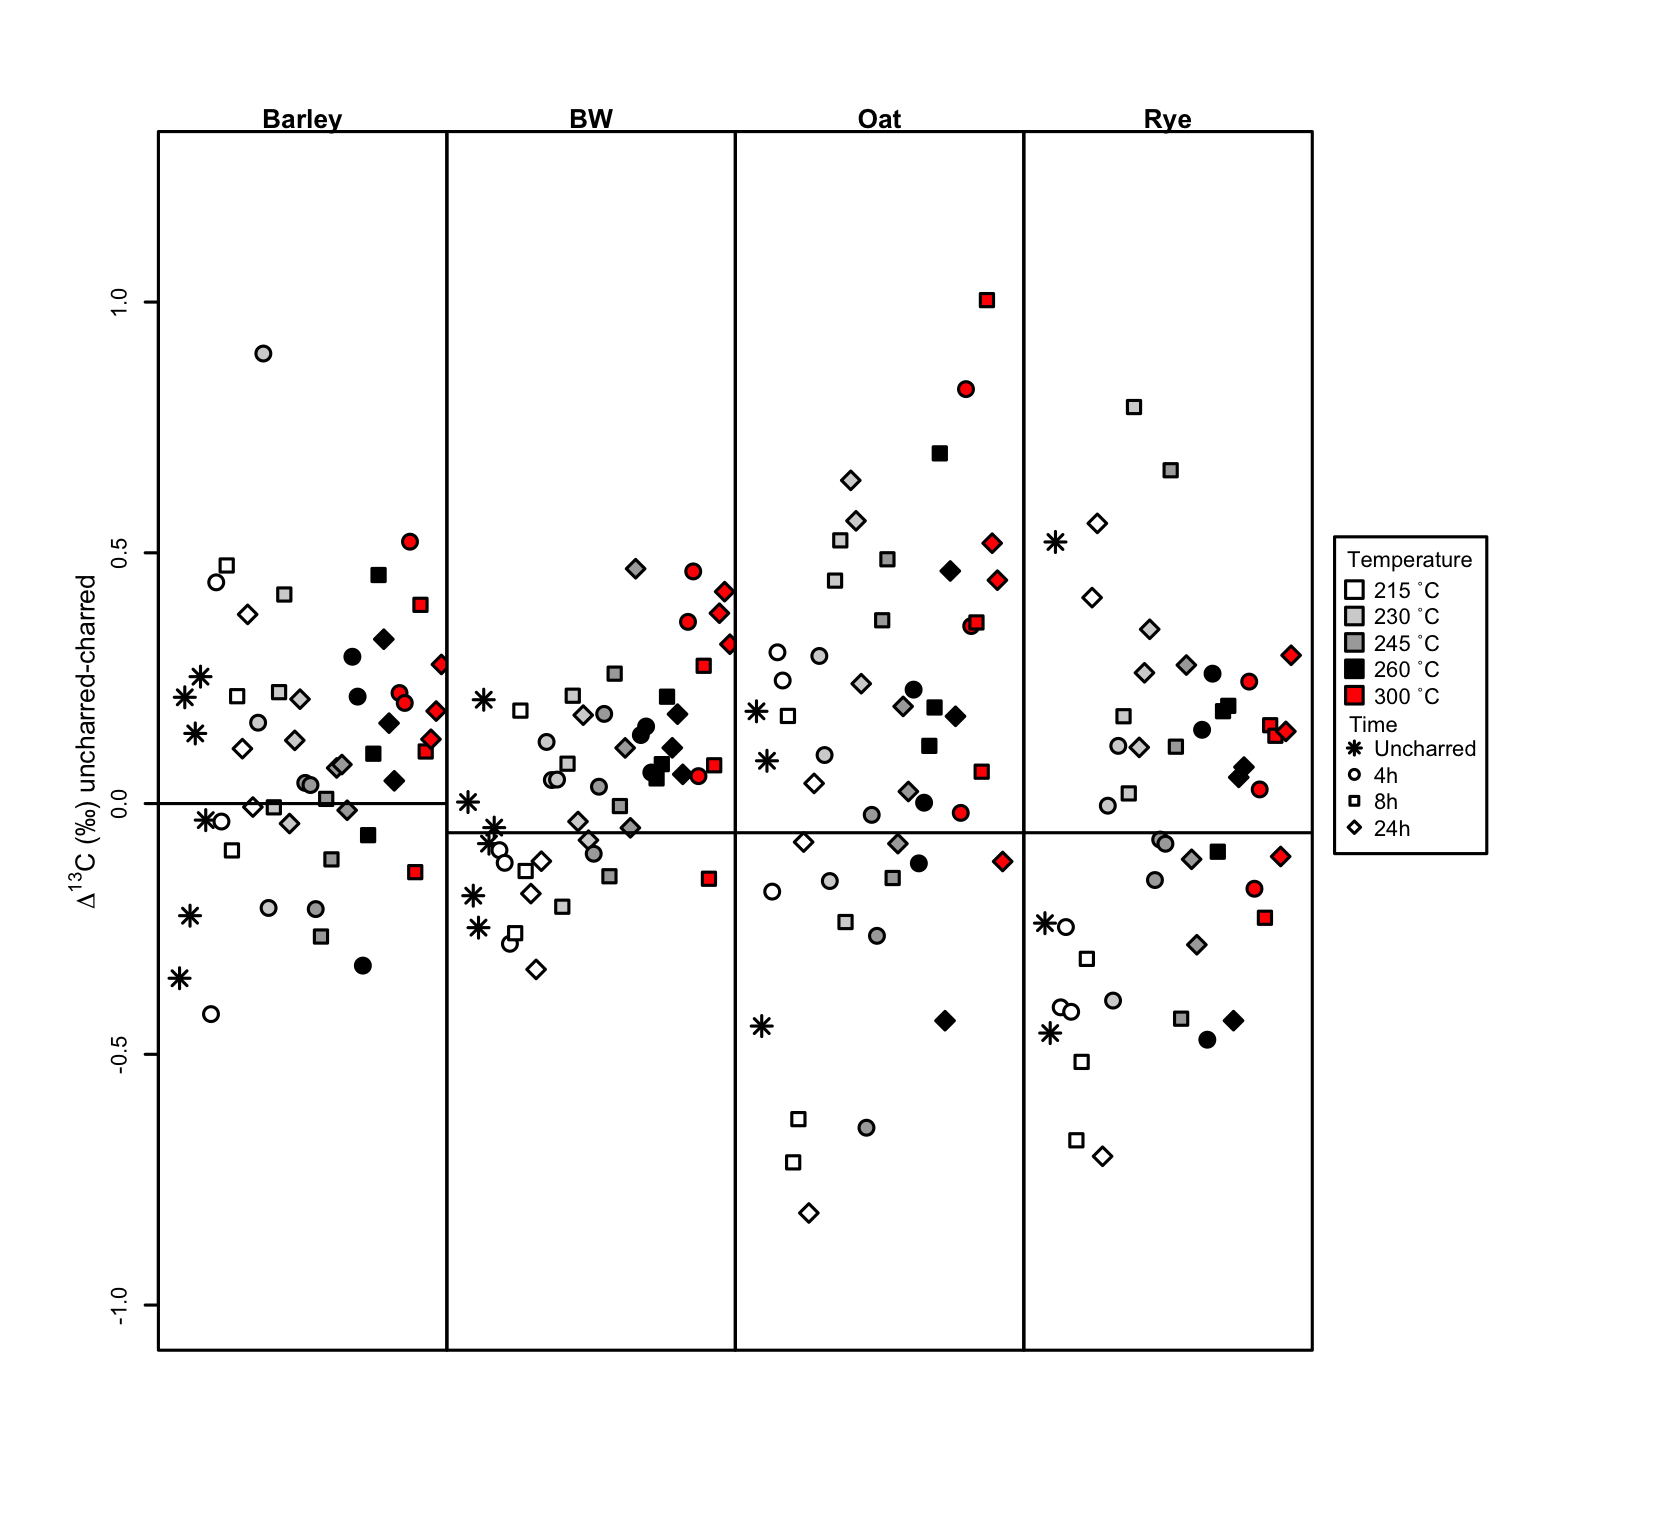 Barley BW Oat Rye
Δ13C (‰) uncharred-charred
1.0
0.5
0.0
-0.5
-1.0
Temperature
215 °C
230 °C
245 °C
260 °C
300 °C
Time
Uncharred
4h
8h
24h